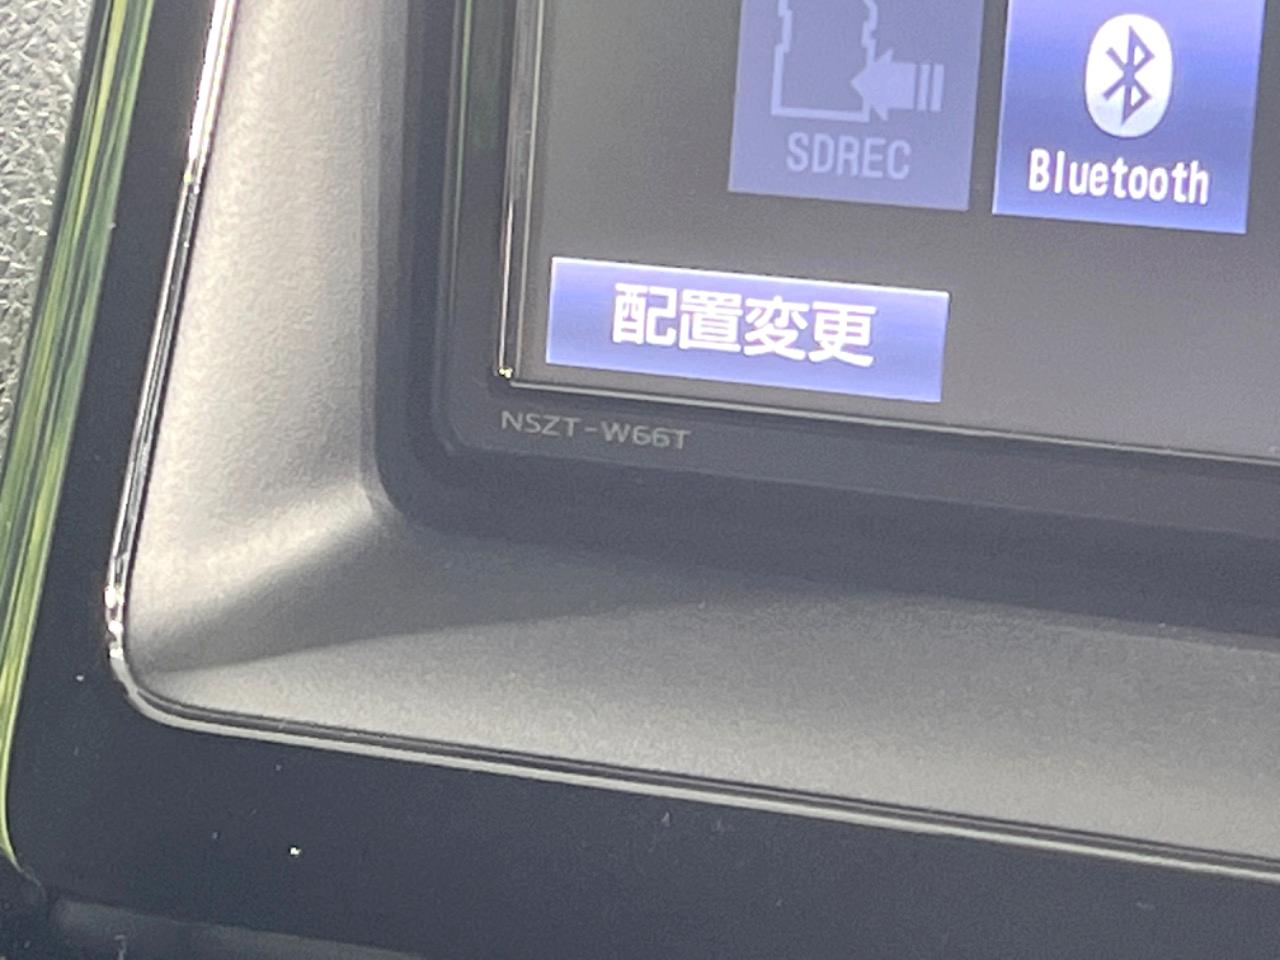 SDREC
Bluetooth
配置変更
NSZT-W66T